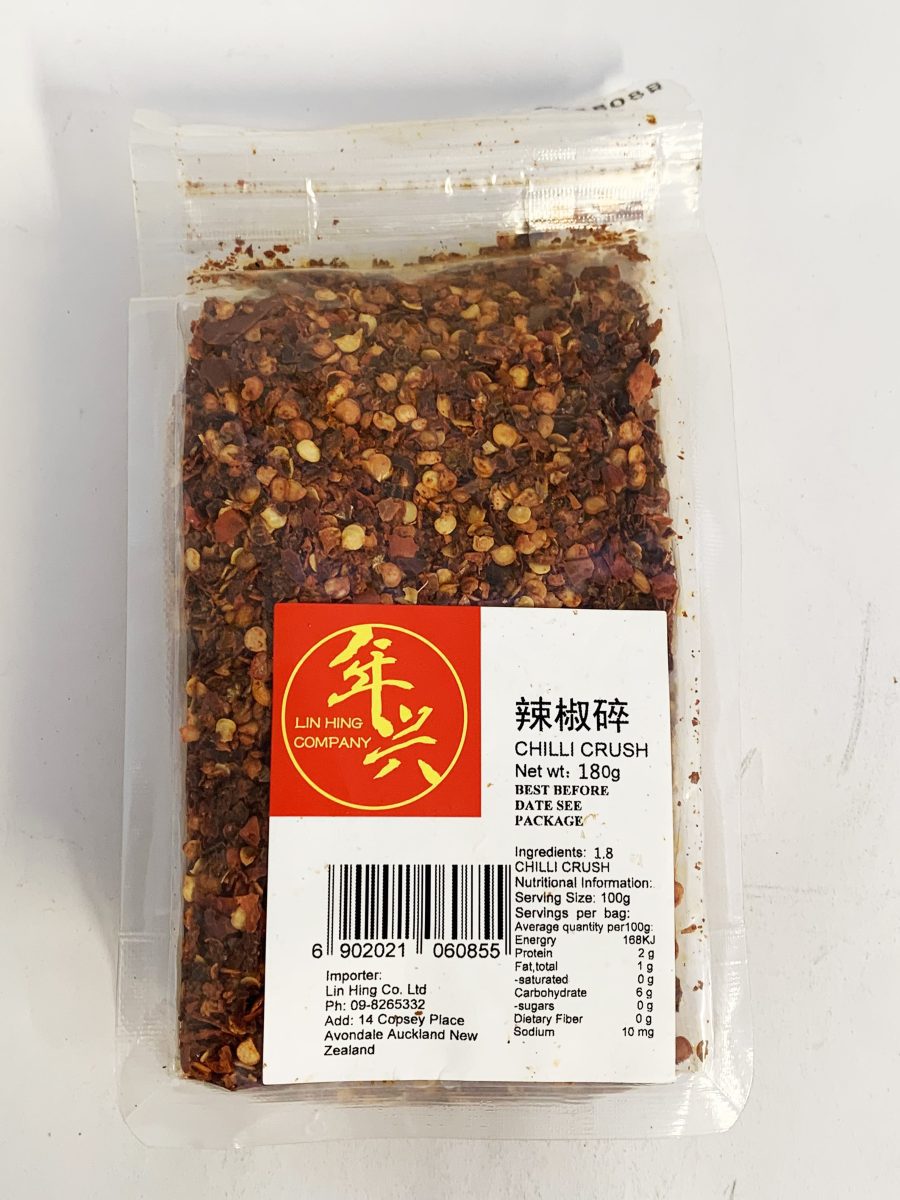 年兴
LIN HING
COMPANY
辣椒碎
CHILLI CRUSH
Net wt: 180g
BEST BEFORE
DATE SEE
PACKAGE
Ingredients: 1.8
CHILLI CRUSH
Nutritional Information:
Serving Size: 100g
Servings per bag:
Average quantity per100g:
Energry 168KJ
Protein 2 g
Fat,total 1 g
-saturated 0 g
Carbohydrate 6 g
-sugars 0 g
Dietary Fiber 0 g
Sodium 10 mg
6 902021 060855
Importer:
Lin Hing Co. Ltd
Ph: 09-8265332
Add: 14 Copsey Place
Avondale Auckland New
Zealand